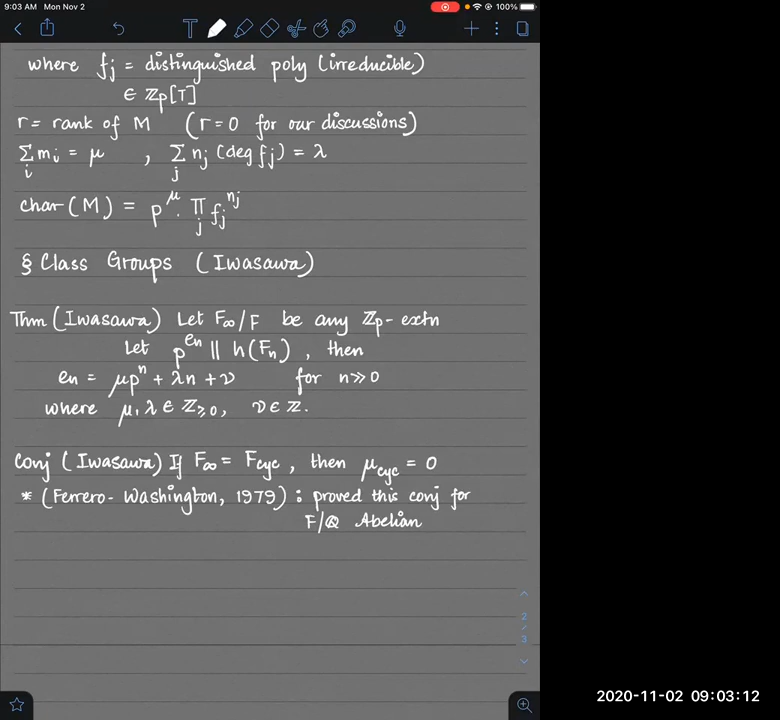 9:03 AM Mon Nov 2
100%
T
where fj = distinguished poly (irreducible)
∈ ℤp[T]
r = rank of M (r=0 for our discussions)
∑i mi = μ , ∑j nj (deg fj) = λ
char(M) = p^μ · ∏j fj^nj
§ Class Groups (Iwasawa)
Thm (Iwasawa) Let F∞/F be any ℤp-extn
Let p^en || h(Fn), then
en = μp^n + λn + ν for n≫0
where μ, λ ∈ ℤ≥0, ν ∈ ℤ.
Conj (Iwasawa) If F∞ = Fcyc, then μcyc = 0
* (Ferrero-Washington, 1979) : proved this conj for
F/ℚ Abelian
2
/
3
2020-11-02 09:03:12